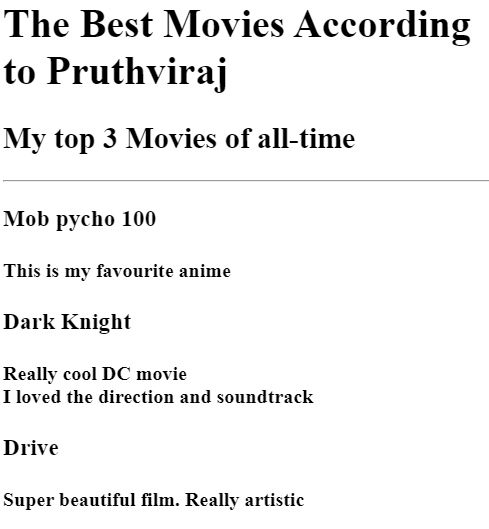 The Best Movies According
to Pruthviraj
My top 3 Movies of all-time
Mob pycho 100
This is my favourite anime
Dark Knight
Really cool DC movie
I loved the direction and soundtrack
Drive
Super beautiful film. Really artistic